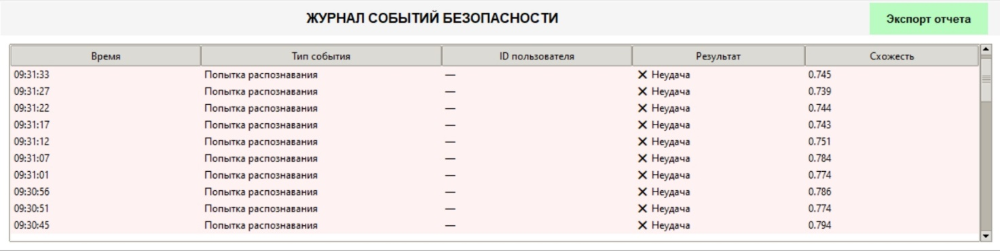 ЖУРНАЛ СОБЫТИЙ БЕЗОПАСНОСТИ Экспорт отчета
Время Тип события ID пользователя Результат Схожесть
09:31:33 Попытка распознавания — ✕ Неудача 0.745
09:31:27 Попытка распознавания — ✕ Неудача 0.739
09:31:22 Попытка распознавания — ✕ Неудача 0.744
09:31:17 Попытка распознавания — ✕ Неудача 0.743
09:31:12 Попытка распознавания — ✕ Неудача 0.751
09:31:07 Попытка распознавания — ✕ Неудача 0.784
09:31:01 Попытка распознавания — ✕ Неудача 0.774
09:30:56 Попытка распознавания — ✕ Неудача 0.786
09:30:51 Попытка распознавания — ✕ Неудача 0.774
09:30:45 Попытка распознавания — ✕ Неудача 0.794